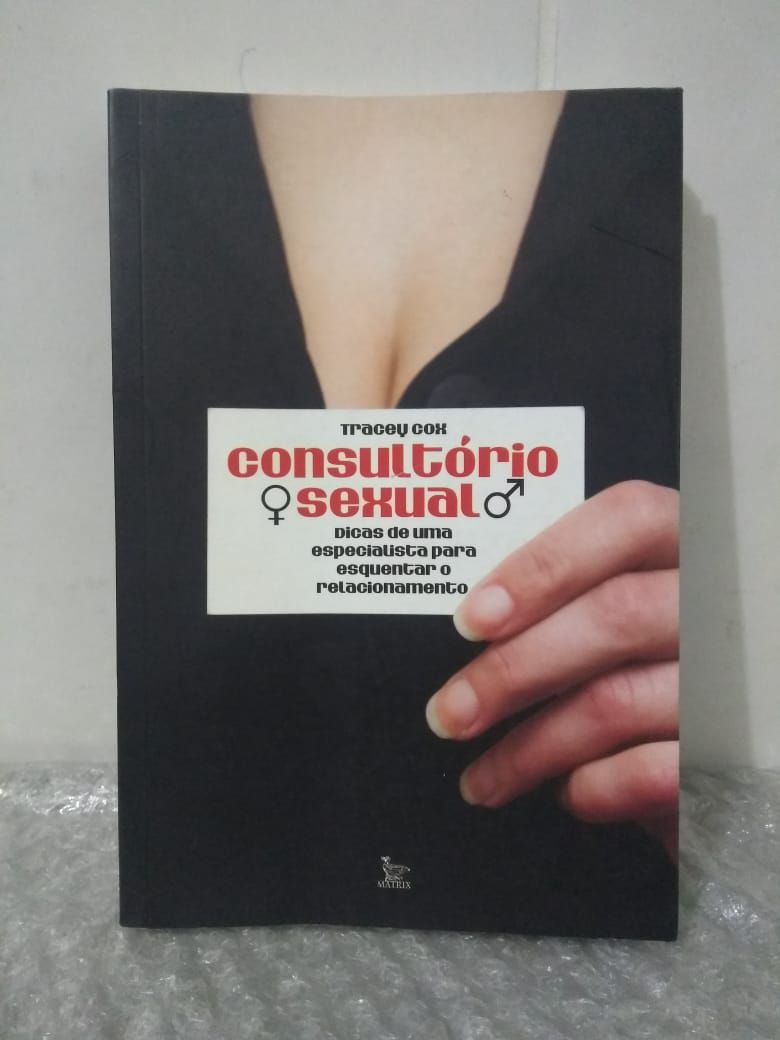 Tracey Cox
Consultório
♀ sexual ♂
Dicas de uma
especialista para
esquentar o
relacionamento
MATRIX